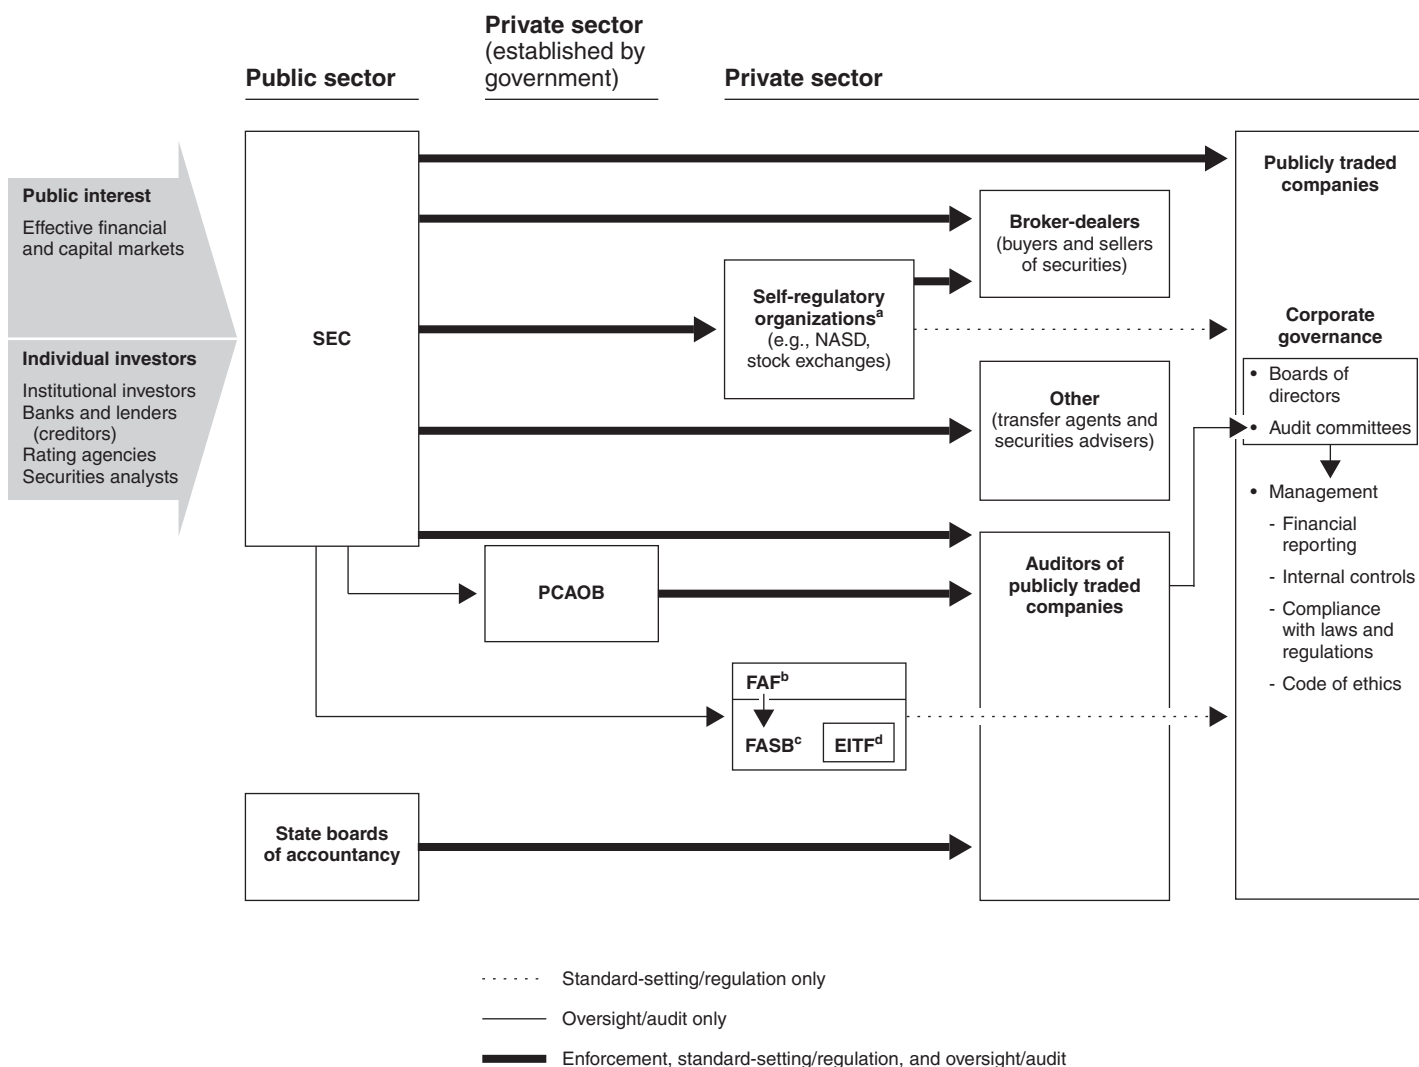 Public sector
Private sector
(established by
government)
Private sector
Public interest
Effective financial
and capital markets
Individual investors
Institutional investors
Banks and lenders
(creditors)
Rating agencies
Securities analysts
SEC
Self-regulatory
organizationsᵃ
(e.g., NASD,
stock exchanges)
Broker-dealers
(buyers and sellers
of securities)
Other
(transfer agents and
securities advisers)
PCAOB
Auditors of
publicly traded
companies
FAFᵇ
FASBᶜ
EITFᵈ
State boards
of accountancy
Publicly traded
companies
Corporate
governance
• Boards of
directors
• Audit committees
• Management
- Financial
reporting
- Internal controls
- Compliance
with laws and
regulations
- Code of ethics
Standard-setting/regulation only
Oversight/audit only
Enforcement, standard-setting/regulation, and oversight/audit